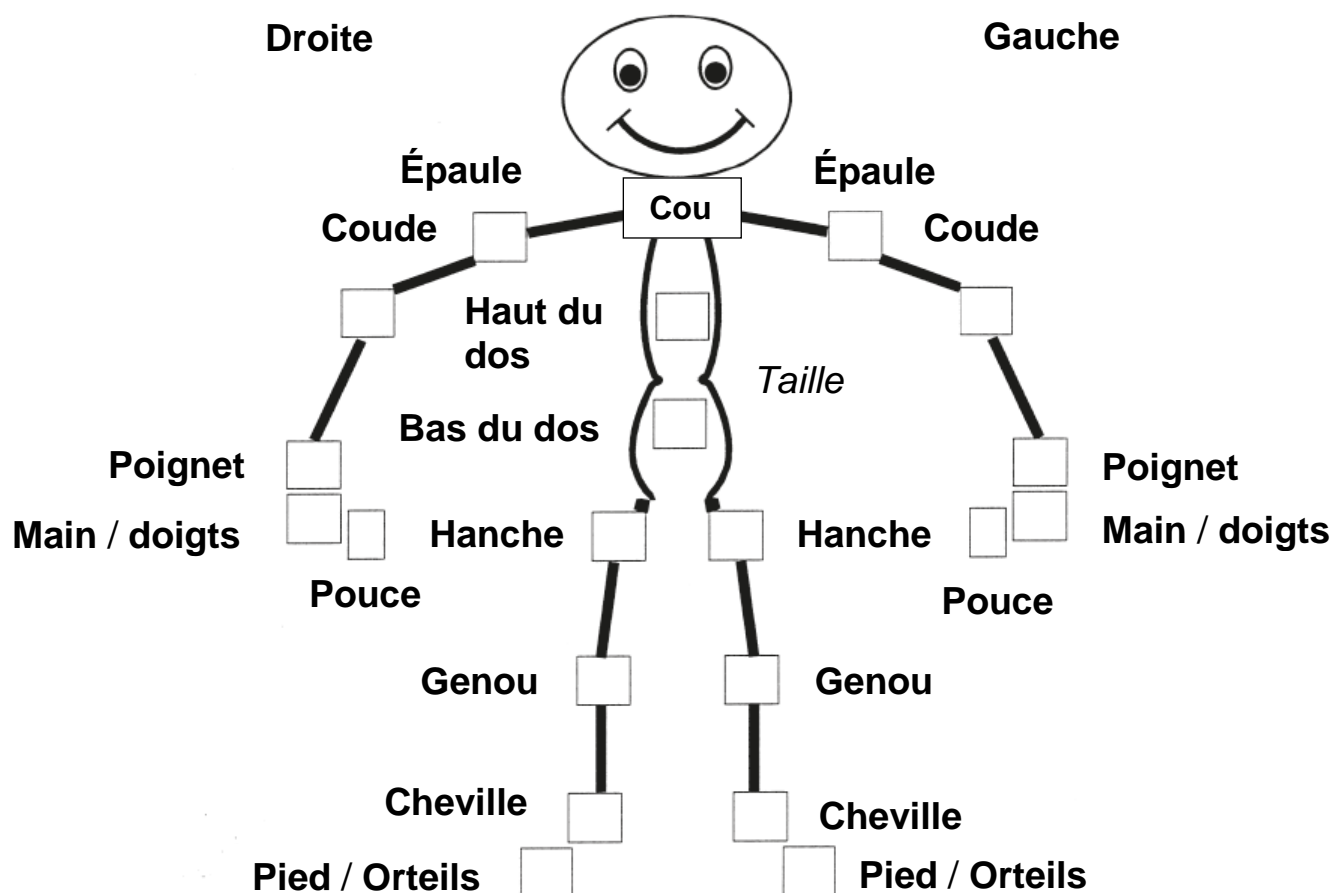 Droite Gauche
Épaule Épaule
Cou
Coude Coude
Haut du
dos
Taille
Bas du dos
Poignet Poignet
Main / doigts Hanche Hanche Main / doigts
Pouce Pouce
Genou Genou
Cheville Cheville
Pied / Orteils Pied / Orteils